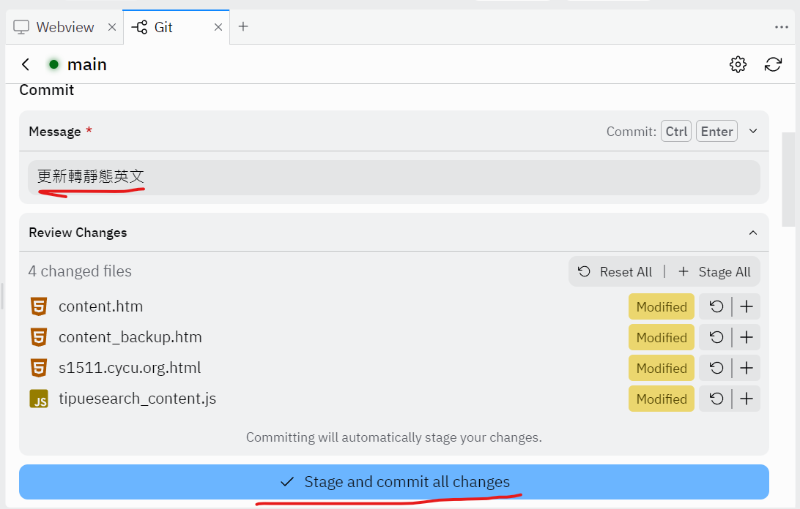 Webview
Git
main
Commit
Message *
Commit: Ctrl Enter
更新轉靜態英文
Review Changes
4 changed files
Reset All
Stage All
content.htm Modified
content_backup.htm Modified
s1511.cycu.org.html Modified
JS tipuesearch_content.js Modified
Committing will automatically stage your changes.
Stage and commit all changes